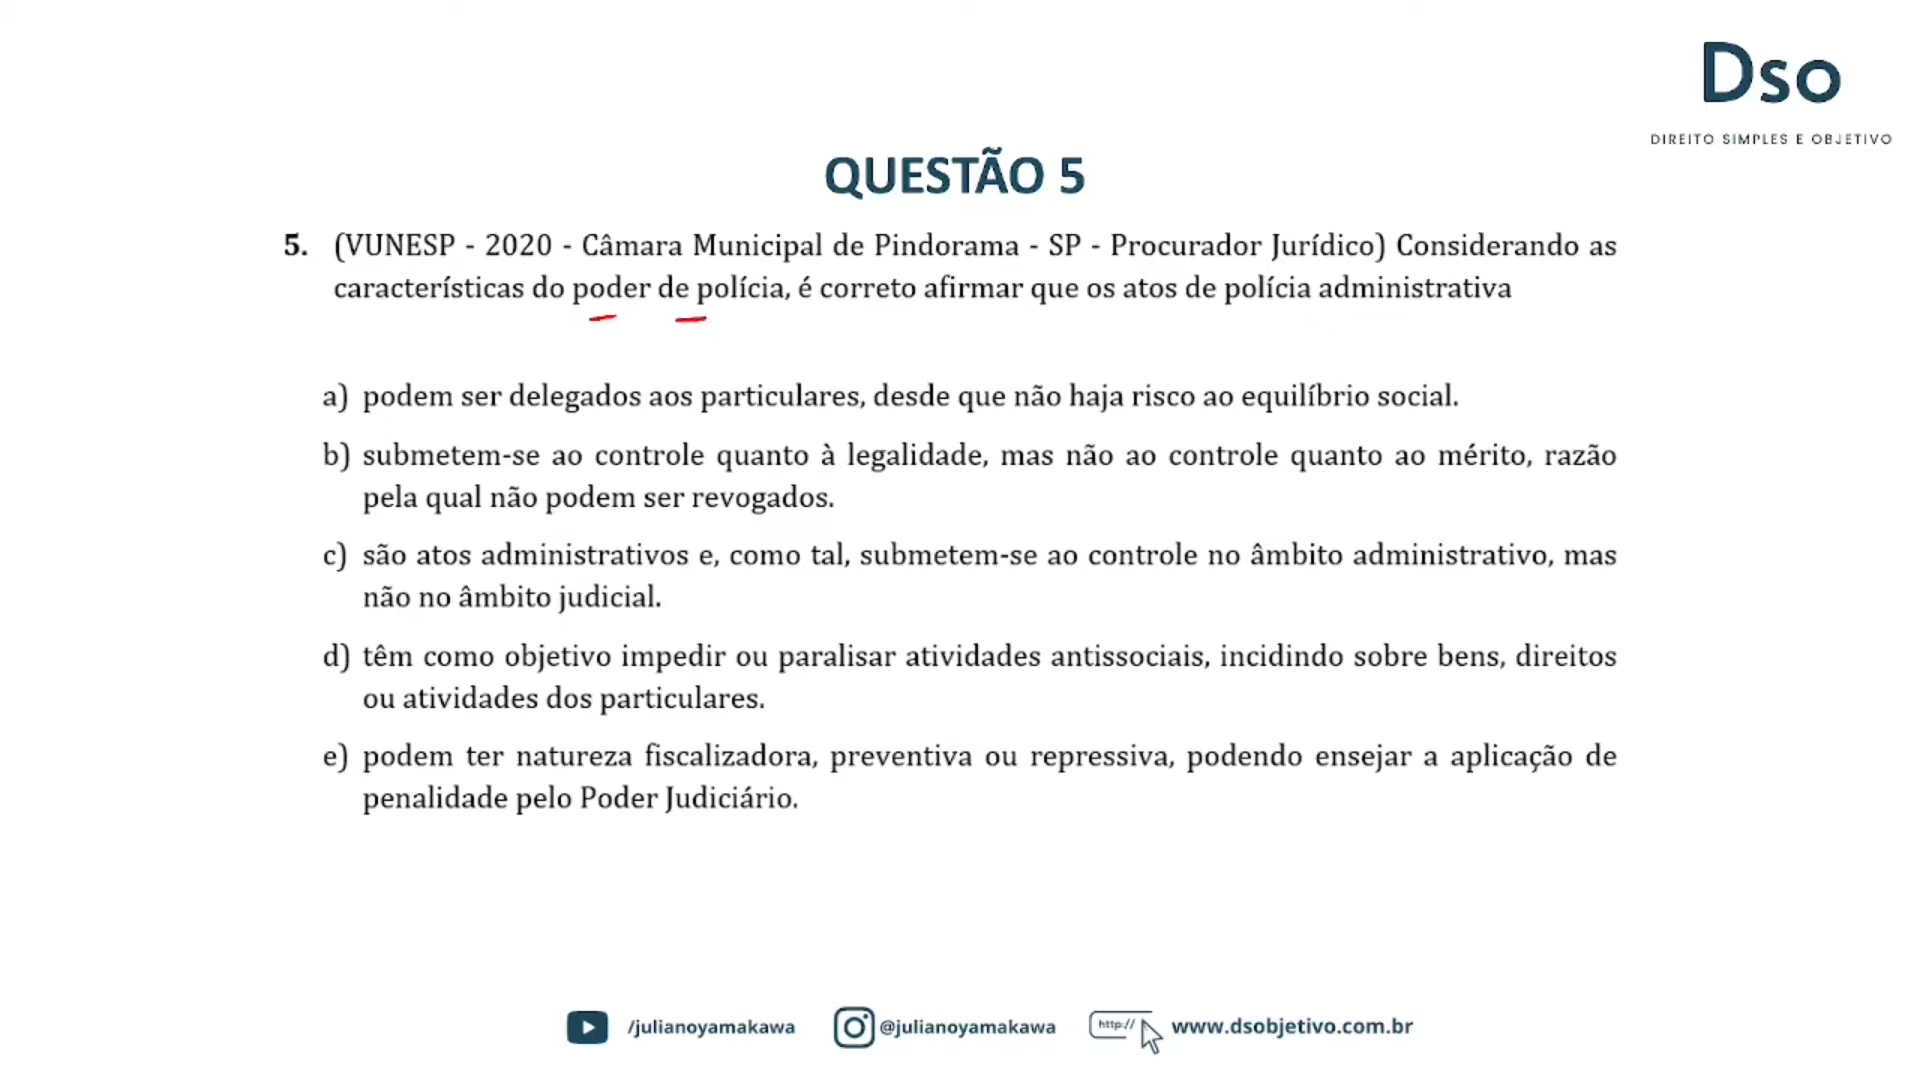 Dso
DIREITO SIMPLES E OBJETIVO
QUESTÃO 5
5. (VUNESP - 2020 - Câmara Municipal de Pindorama - SP - Procurador Jurídico) Considerando as
características do poder de polícia, é correto afirmar que os atos de polícia administrativa
a) podem ser delegados aos particulares, desde que não haja risco ao equilíbrio social.
b) submetem-se ao controle quanto à legalidade, mas não ao controle quanto ao mérito, razão
pela qual não podem ser revogados.
c) são atos administrativos e, como tal, submetem-se ao controle no âmbito administrativo, mas
não no âmbito judicial.
d) têm como objetivo impedir ou paralisar atividades antissociais, incidindo sobre bens, direitos
ou atividades dos particulares.
e) podem ter natureza fiscalizadora, preventiva ou repressiva, podendo ensejar a aplicação de
penalidade pelo Poder Judiciário.
/julianoyamakawa @julianoyamakawa http:// www.dsobjetivo.com.br